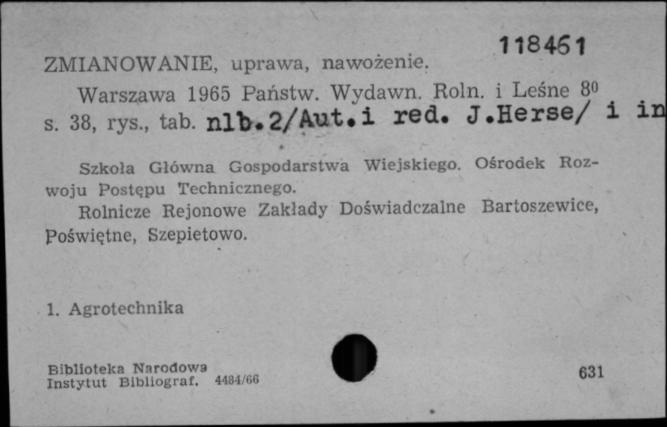 118461
ZMIANOWANIE, uprawa, nawożenie.
Warszawa 1965 Państw. Wydawn. Roln. i Leśne 8º
s. 38, rys., tab. nlb.2/Aut.i red. J.Herse/ i in
Szkoła Główna Gospodarstwa Wiejskiego. Ośrodek Roz-
woju Postępu Technicznego.
Rolnicze Rejonowe Zakłady Doświadczalne Bartoszewice,
Poświętne, Szepietowo.
1. Agrotechnika
Biblioteka Narodowa
Instytut Bibliograf. 4484/66
631